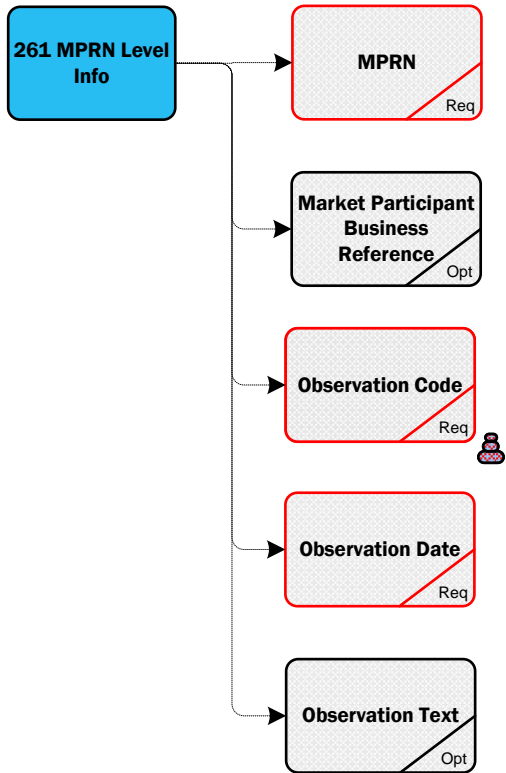 261 MPRN Level
Info
MPRN
Req
Market Participant
Business
Reference
Opt
Observation Code
Req
Observation Date
Req
Observation Text
Opt